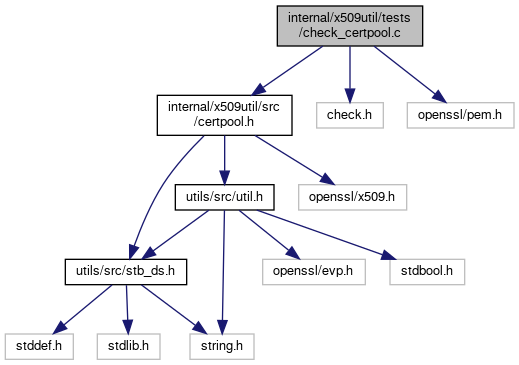 internal/x509util/tests
/check_certpool.c
internal/x509util/src
/certpool.h
check.h
openssl/pem.h
utils/src/util.h
openssl/x509.h
utils/src/stb_ds.h
openssl/evp.h
stdbool.h
stddef.h
stdlib.h
string.h